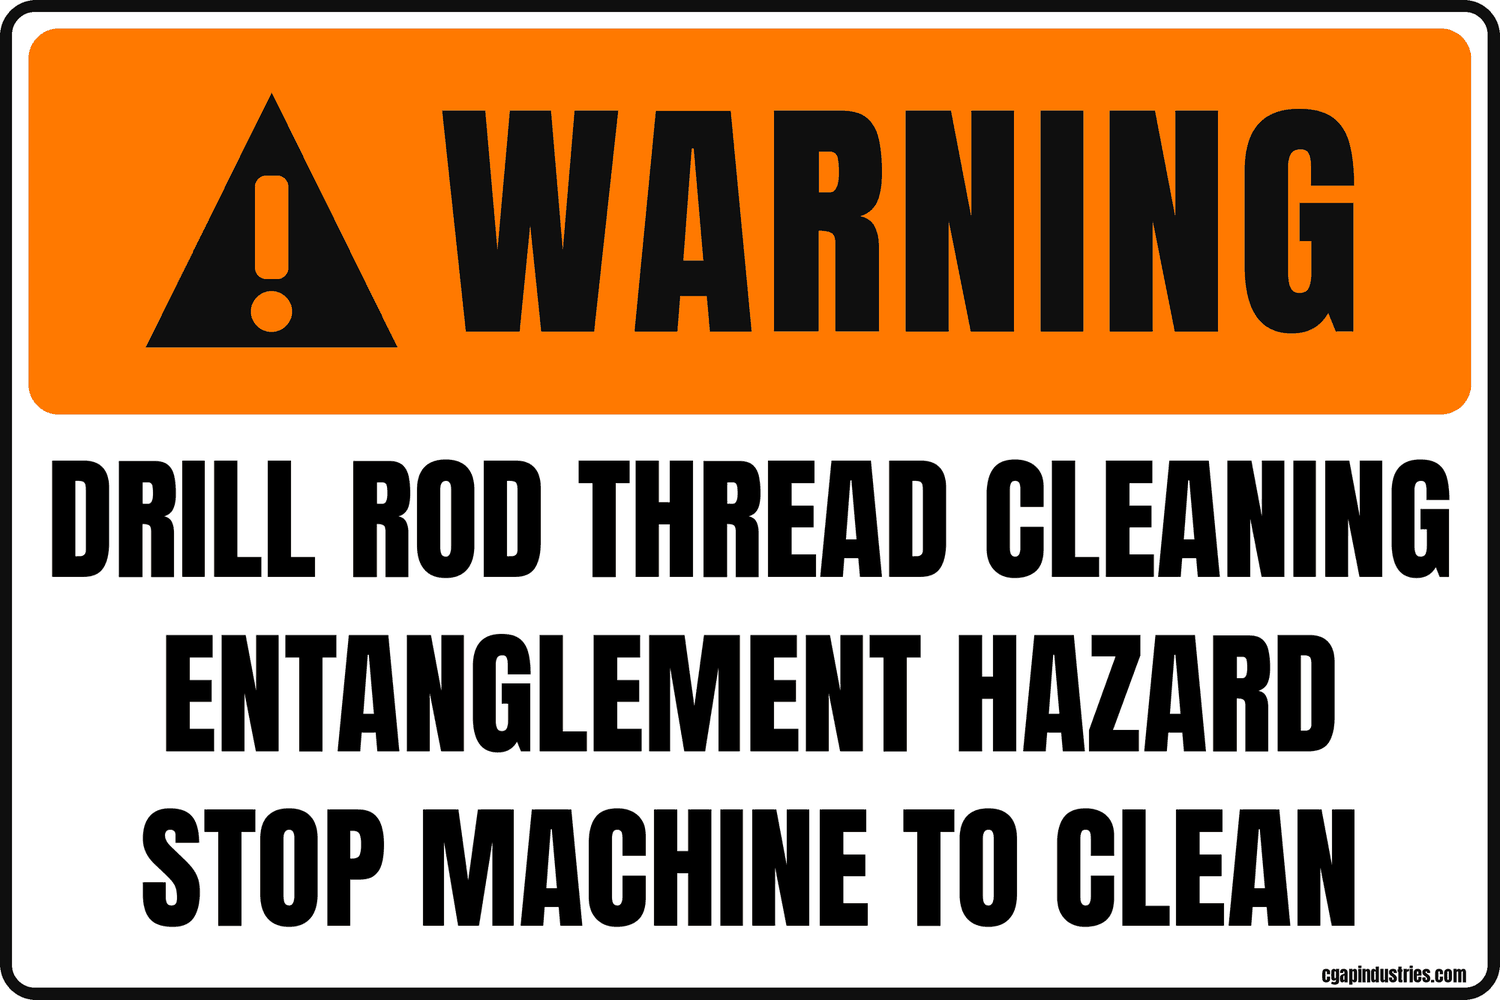 WARNING
DRILL ROD THREAD CLEANING
ENTANGLEMENT HAZARD
STOP MACHINE TO CLEAN
cgapindustries.com